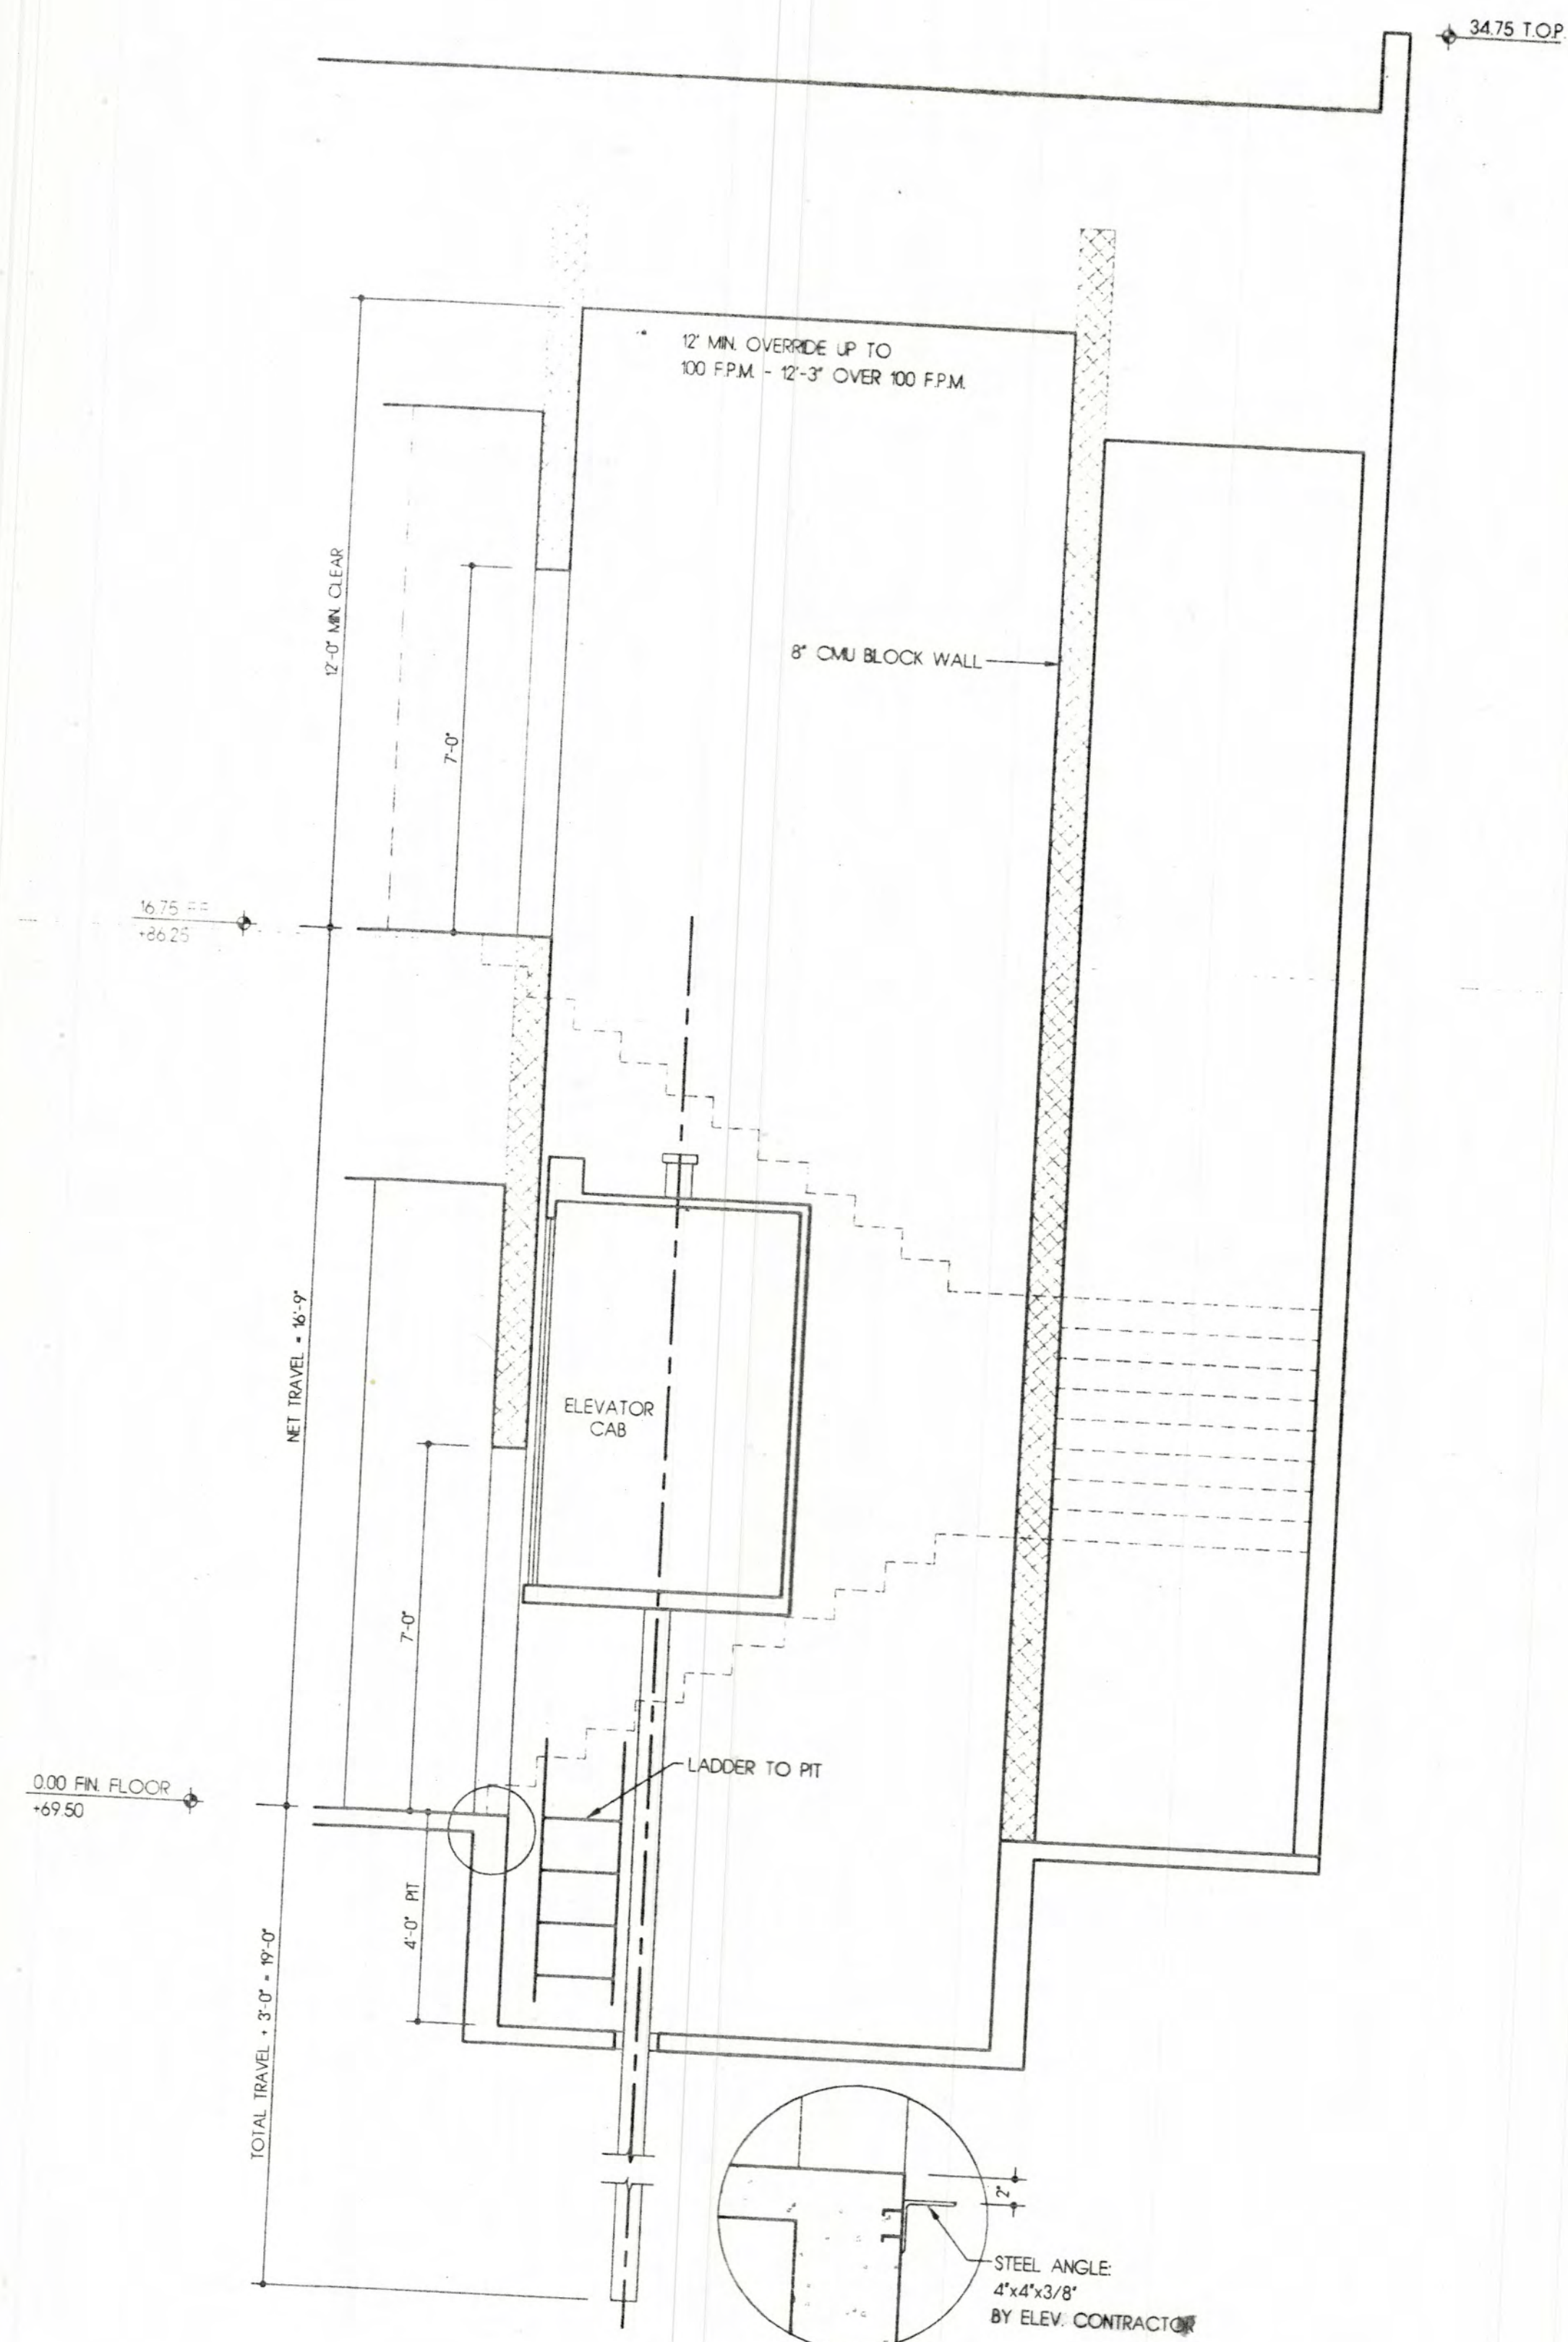 34.75 T.O.P.
12' MIN. OVERRIDE UP TO
100 F.P.M. - 12'-3" OVER 100 F.P.M.
12'-0" MIN. CLEAR
7'-0"
8" CMU BLOCK WALL
16.75 F.F.
+86.25
NET TRAVEL = 16'-9"
ELEVATOR
CAB
7'-0"
LADDER TO PIT
0.00 FIN. FLOOR
+69.50
4'-0" PIT
TOTAL TRAVEL + 3'-0" = 19'-0"
2"
STEEL ANGLE:
4"x4"x3/8"
BY ELEV. CONTRACTOR